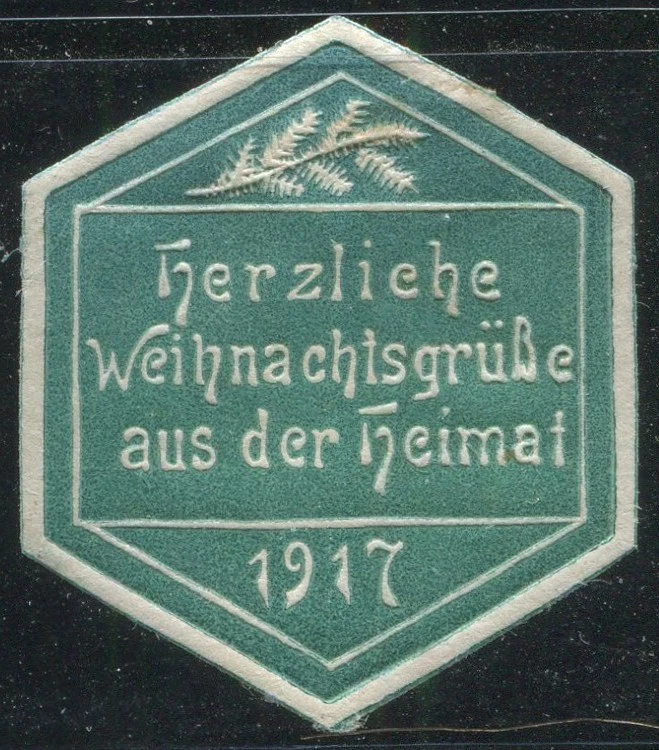 Herzliche
Weihnachtsgrüße
aus der Heimat
1917